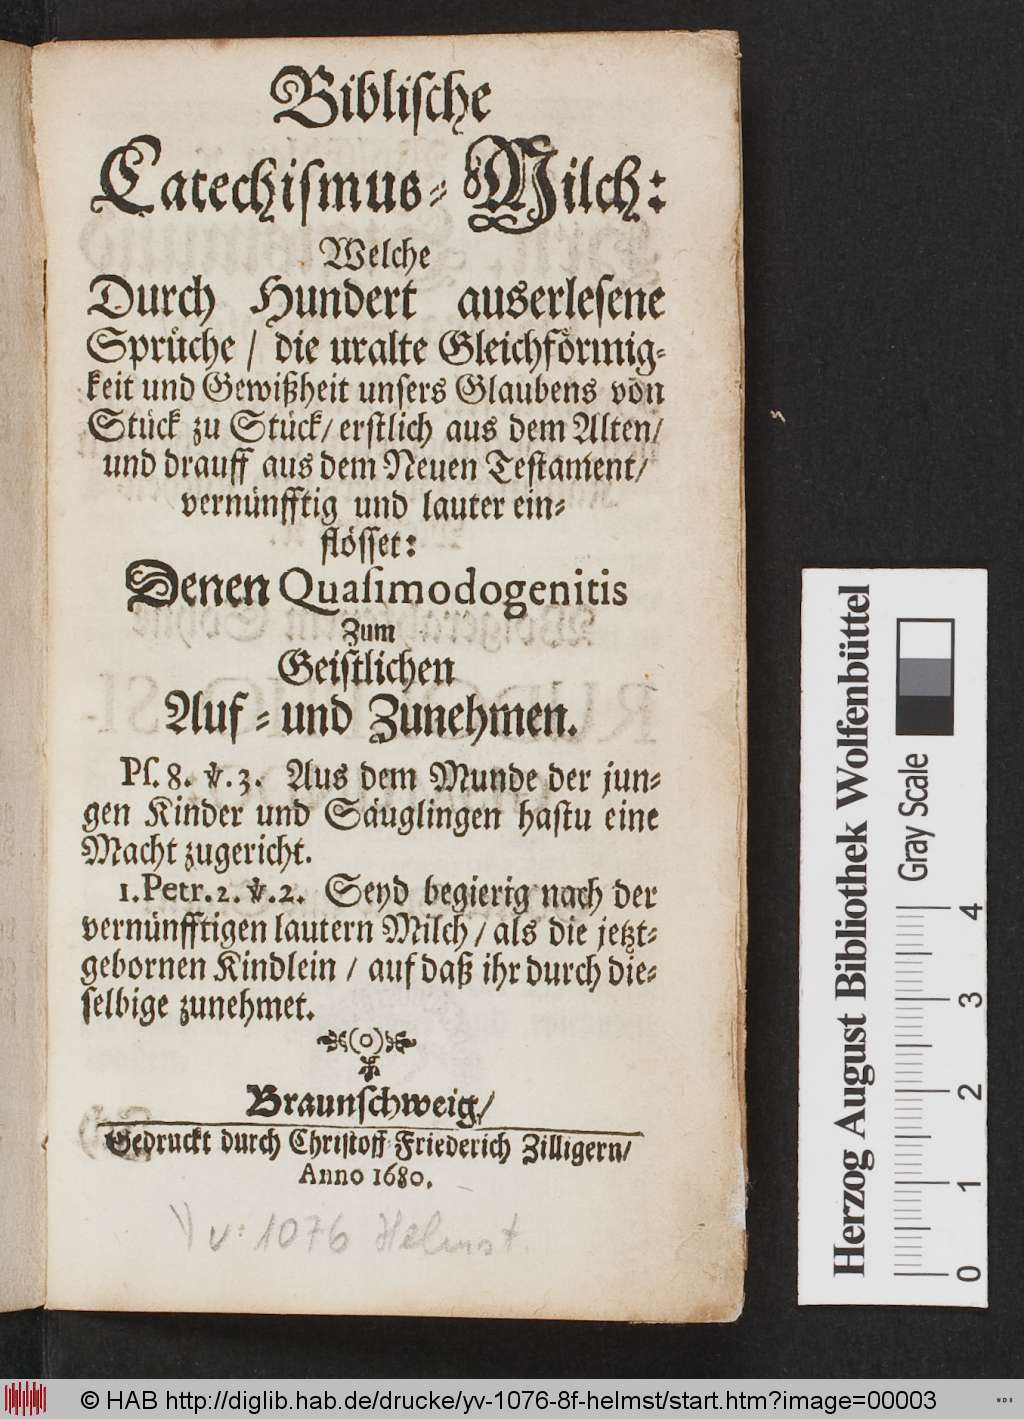 Biblische
Catechismus-Milch:
Welche
Durch Hundert auserlesene
Sprüche / die uralte Gleichförmig-
keit und Gewißheit unsers Glaubens von
Stück zu Stück / erstlich aus dem Alten /
und drauff aus dem Neuen Testament /
vernünfftig und lauter ein-
flösset:
Denen Quasimodogenitis
Zum
Geistlichen
Auf- und Zunehmen.
Ps. 8. ℣.3. Aus dem Munde der jun-
gen Kinder und Säuglingen hastu eine
Macht zugericht.
1. Petr. 2. ℣.2. Seyd begierig nach der
vernünfftigen lautern Milch / als die jetzt-
gebornen Kindlein / auf daß ihr durch die-
selbige zunehmet.
Braunschweig /
Gedruckt durch Christoff-Friederich Zilligern /
Anno 1680.
Yv: 1076 Helmst.
Herzog August Bibliothek Wolfenbüttel
Gray Scale
0 1 2 3 4
© HAB http://diglib.hab.de/drucke/yv-1076-8f-helmst/start.htm?image=00003